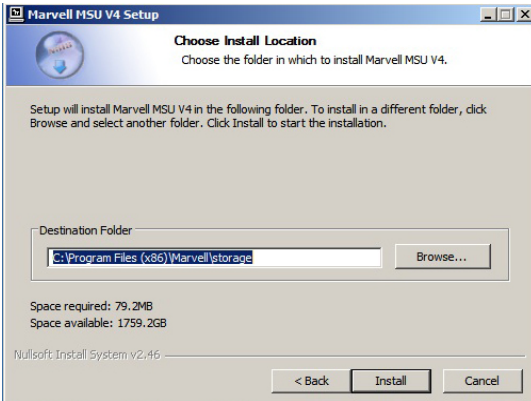 Marvell MSU V4 Setup
Choose Install Location
Choose the folder in which to install Marvell MSU V4.
Setup will install Marvell MSU V4 in the following folder. To install in a different folder, click
Browse and select another folder. Click Install to start the installation.
Destination Folder
C:\Program Files (x86)\Marvell\storage
Browse...
Space required: 79.2MB
Space available: 1759.2GB
Nullsoft Install System v2.46
< Back Install Cancel